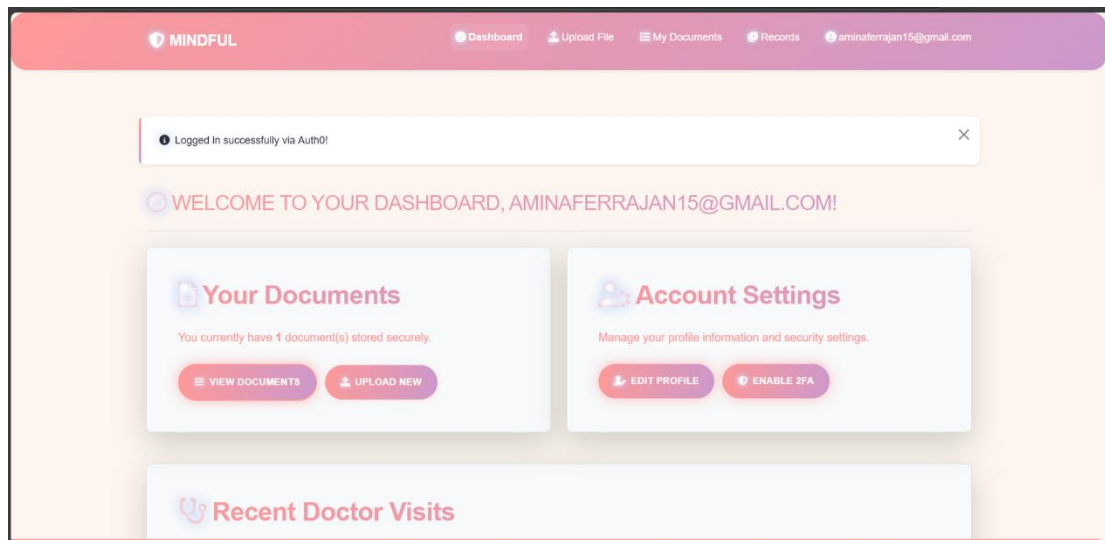 MINDFUL
Dashboard Upload File My Documents Records aminaferrajan15@gmail.com
Logged in successfully via Auth0!
WELCOME TO YOUR DASHBOARD, AMINAFERRAJAN15@GMAIL.COM!
Your Documents
You currently have 1 document(s) stored securely.
VIEW DOCUMENTS UPLOAD NEW
Account Settings
Manage your profile information and security settings.
EDIT PROFILE ENABLE 2FA
Recent Doctor Visits